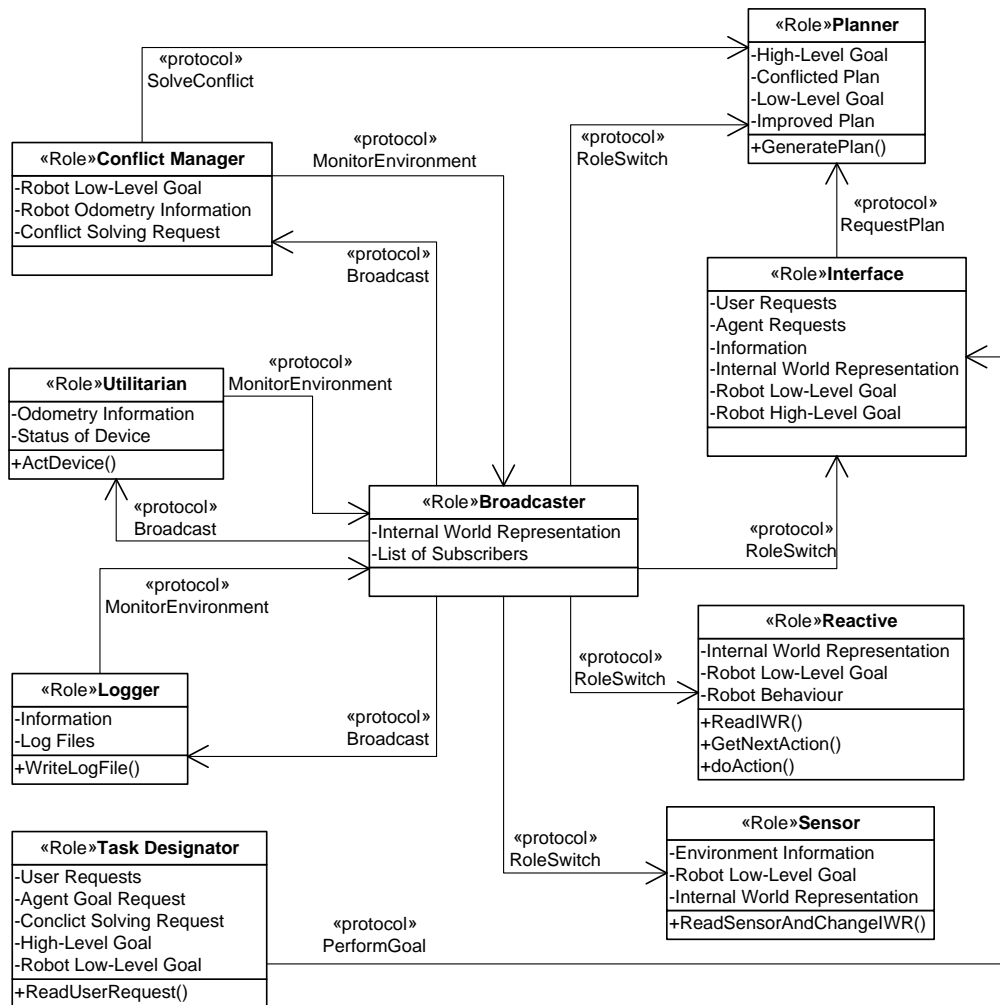 «Role»Planner
-High-Level Goal
-Conflicted Plan
-Low-Level Goal
-Improved Plan
+GeneratePlan()
«protocol»
SolveConflict
«protocol»
MonitorEnvironment
«protocol»
RoleSwitch
«Role»Conflict Manager
-Robot Low-Level Goal
-Robot Odometry Information
-Conflict Solving Request
«protocol»
RequestPlan
«protocol»
Broadcast
«Role»Interface
-User Requests
-Agent Requests
-Information
-Internal World Representation
-Robot Low-Level Goal
-Robot High-Level Goal
«protocol»
MonitorEnvironment
«Role»Utilitarian
-Odometry Information
-Status of Device
+ActDevice()
«protocol»
Broadcast
«Role»Broadcaster
-Internal World Representation
-List of Subscribers
«protocol»
RoleSwitch
«protocol»
MonitorEnvironment
«protocol»
RoleSwitch
«Role»Reactive
-Internal World Representation
-Robot Low-Level Goal
-Robot Behaviour
+ReadIWR()
+GetNextAction()
+doAction()
«Role»Logger
-Information
-Log Files
+WriteLogFile()
«protocol»
Broadcast
«protocol»
RoleSwitch
«Role»Sensor
-Environment Information
-Robot Low-Level Goal
-Internal World Representation
+ReadSensorAndChangeIWR()
«Role»Task Designator
-User Requests
-Agent Goal Request
-Conclict Solving Request
-High-Level Goal
-Robot Low-Level Goal
+ReadUserRequest()
«protocol»
PerformGoal